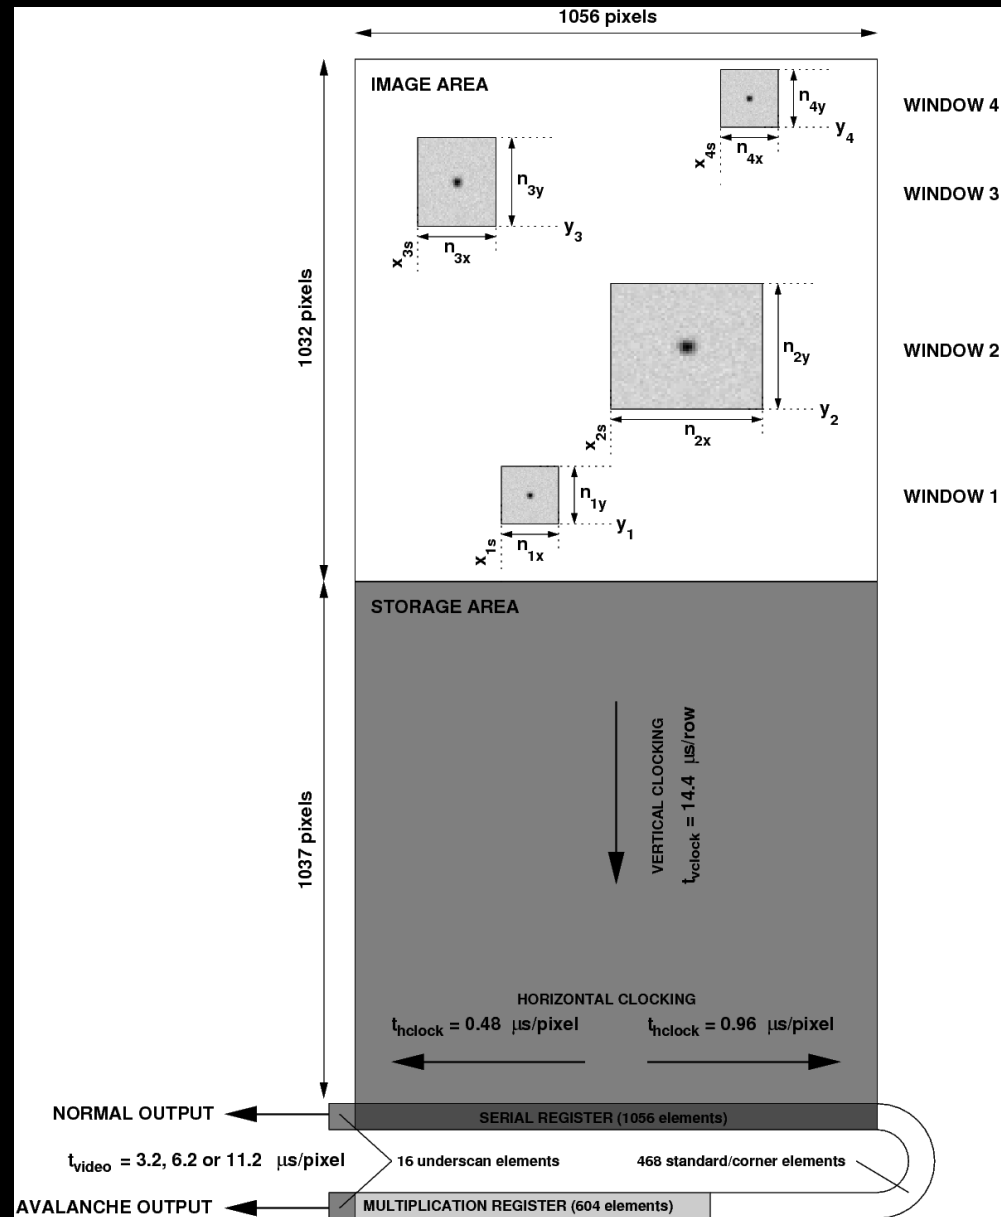 1056 pixels
IMAGE AREA
n4y
WINDOW 4
y4
x4s
n4x
n3y
WINDOW 3
y3
x3s
n3x
1032 pixels
n2y
WINDOW 2
y2
x2s
n2x
n1y
WINDOW 1
y1
x1s
n1x
STORAGE AREA
1037 pixels
VERTICAL CLOCKING
tvclock = 14.4 μs/row
HORIZONTAL CLOCKING
thclock = 0.48 μs/pixel
thclock = 0.96 μs/pixel
NORMAL OUTPUT
SERIAL REGISTER (1056 elements)
tvideo = 3.2, 6.2 or 11.2 μs/pixel
16 underscan elements
468 standard/corner elements
AVALANCHE OUTPUT
MULTIPLICATION REGISTER (604 elements)